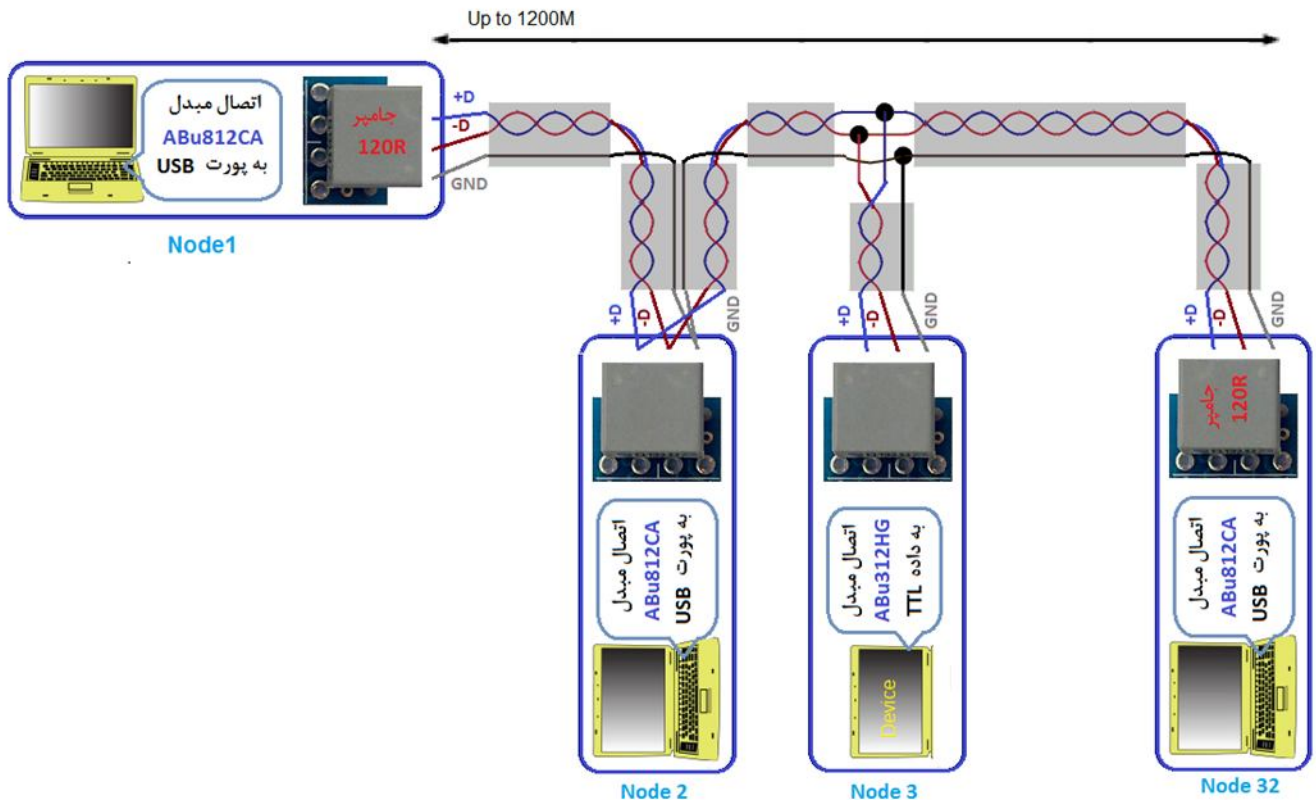 Up to 1200M
اتصال مبدل
ABu812CA
به پورت USB
جامپر
120R
+D
-D
GND
Node1
+D
-D
GND
اتصال مبدل
ABu812CA
به پورت USB
Node 2
+D
-D
GND
اتصال مبدل
ABu312HG
به داده TTL
Device
Node 3
+D
-D
GND
جامپر
120R
اتصال مبدل
ABu812CA
به پورت USB
Node 32